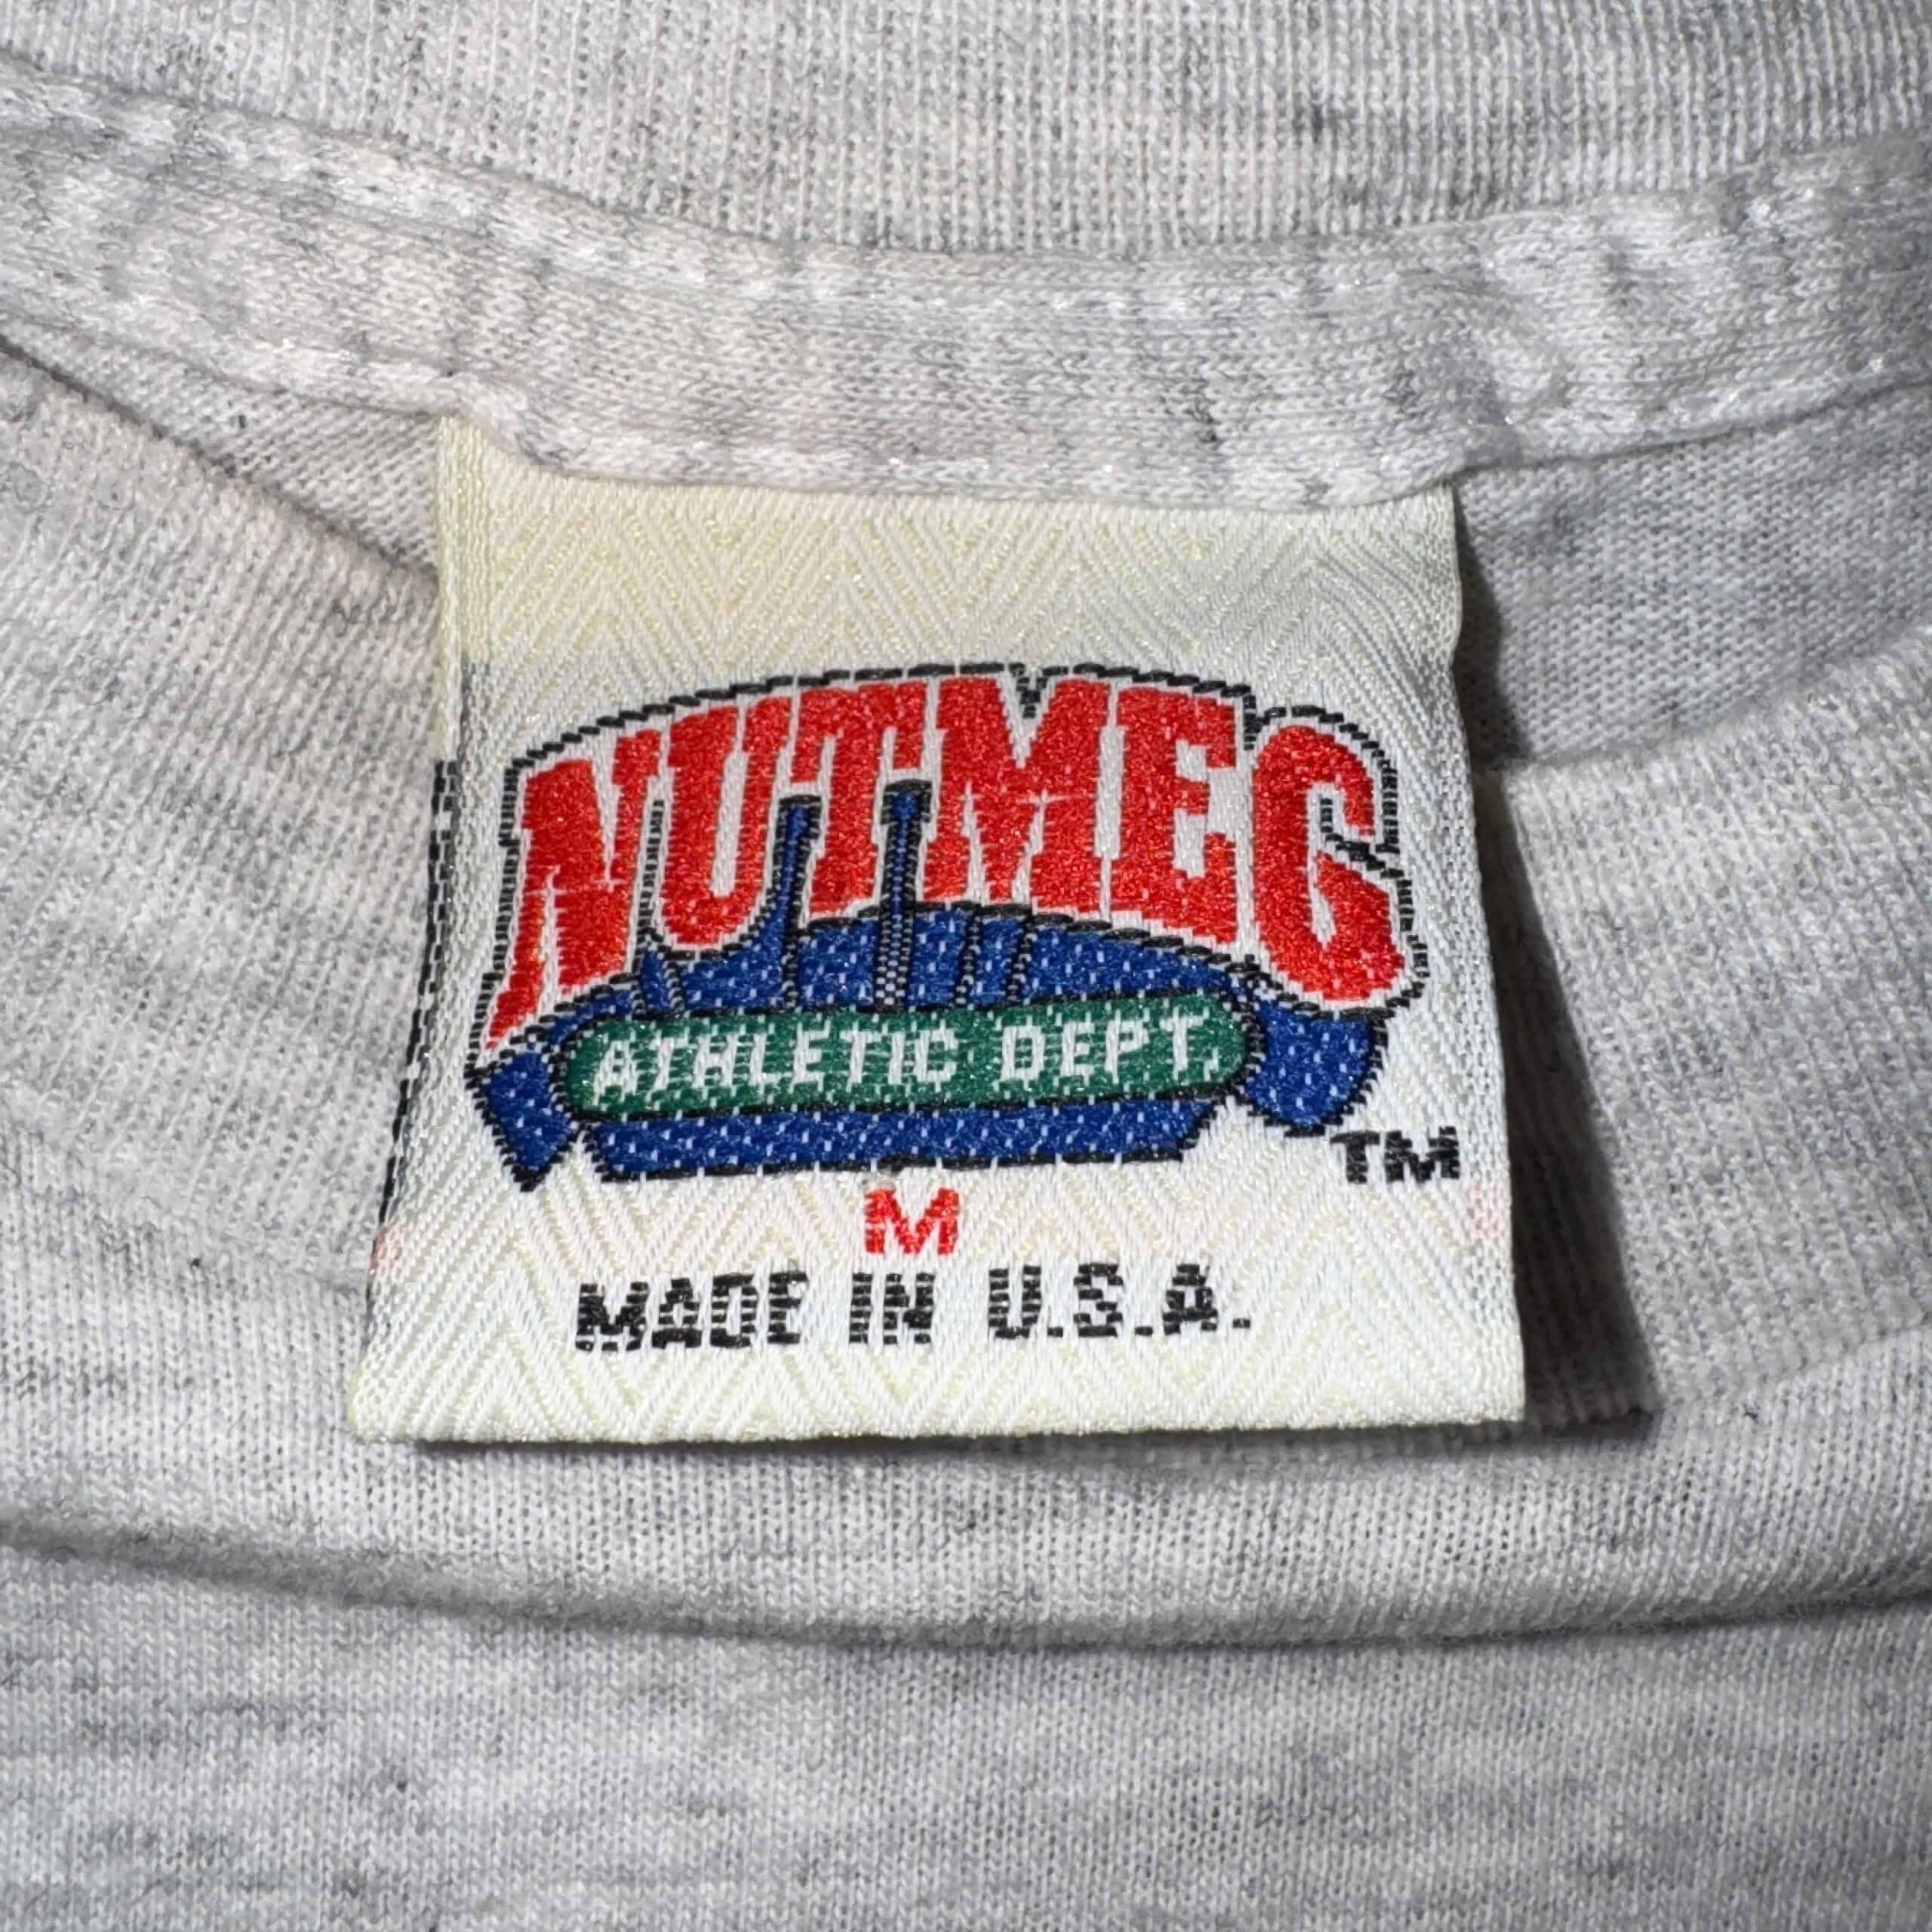 NUTMEG
ATHLETIC DEPT.
TM
M
MADE IN U.S.A.